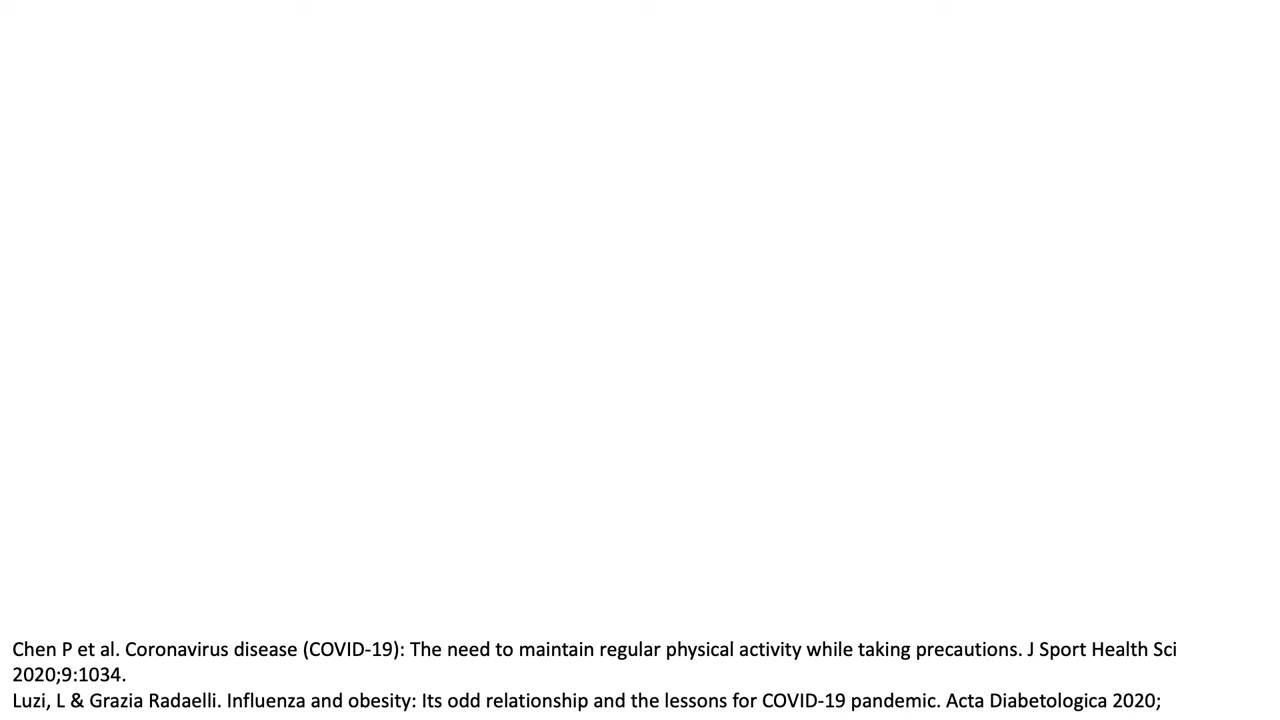 Chen P et al. Coronavirus disease (COVID-19): The need to maintain regular physical activity while taking precautions. J Sport Health Sci
2020;9:1034.
Luzi, L & Grazia Radaelli. Influenza and obesity: Its odd relationship and the lessons for COVID-19 pandemic. Acta Diabetologica 2020;